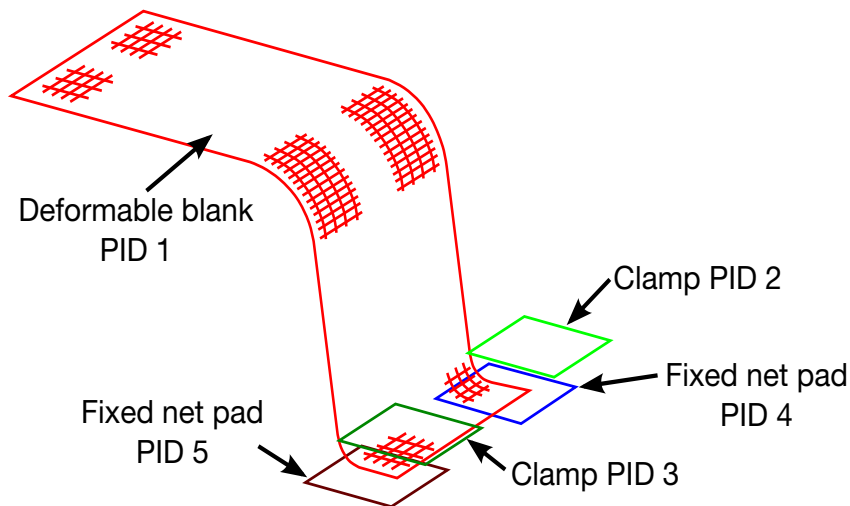 Deformable blank
PID 1
Clamp PID 2
Fixed net pad
PID 4
Fixed net pad
PID 5
Clamp PID 3